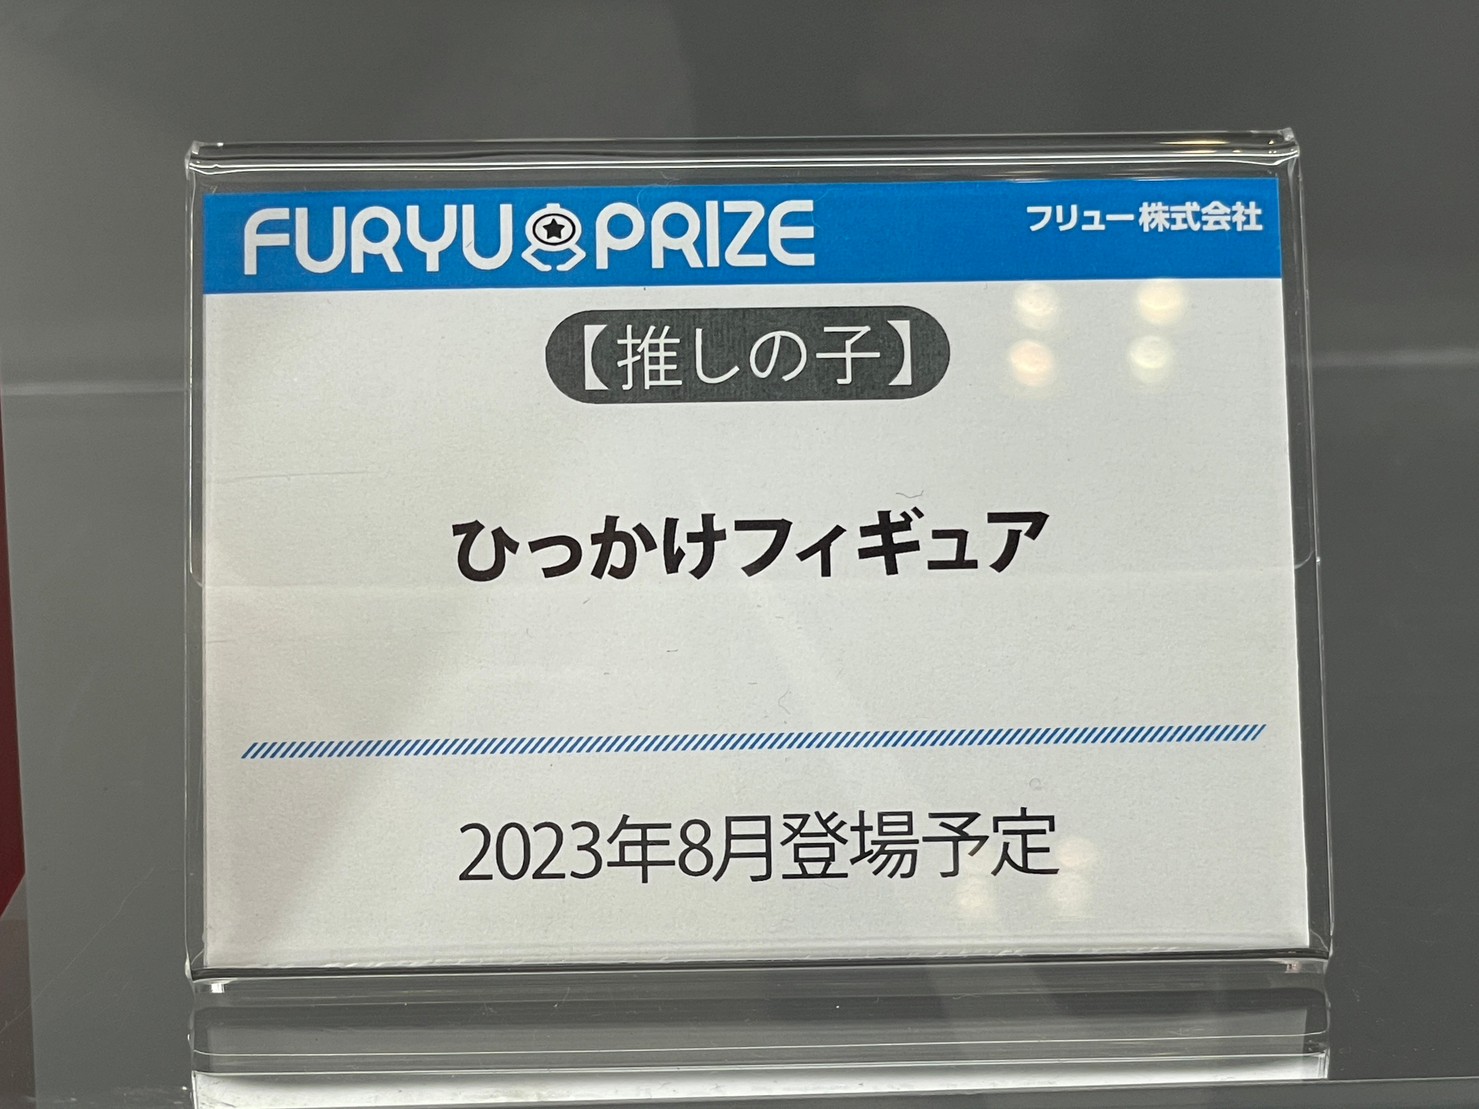 FURYU PRIZE
フリュー株式会社
【推しの子】
ひっかけフィギュア
2023年8月登場予定